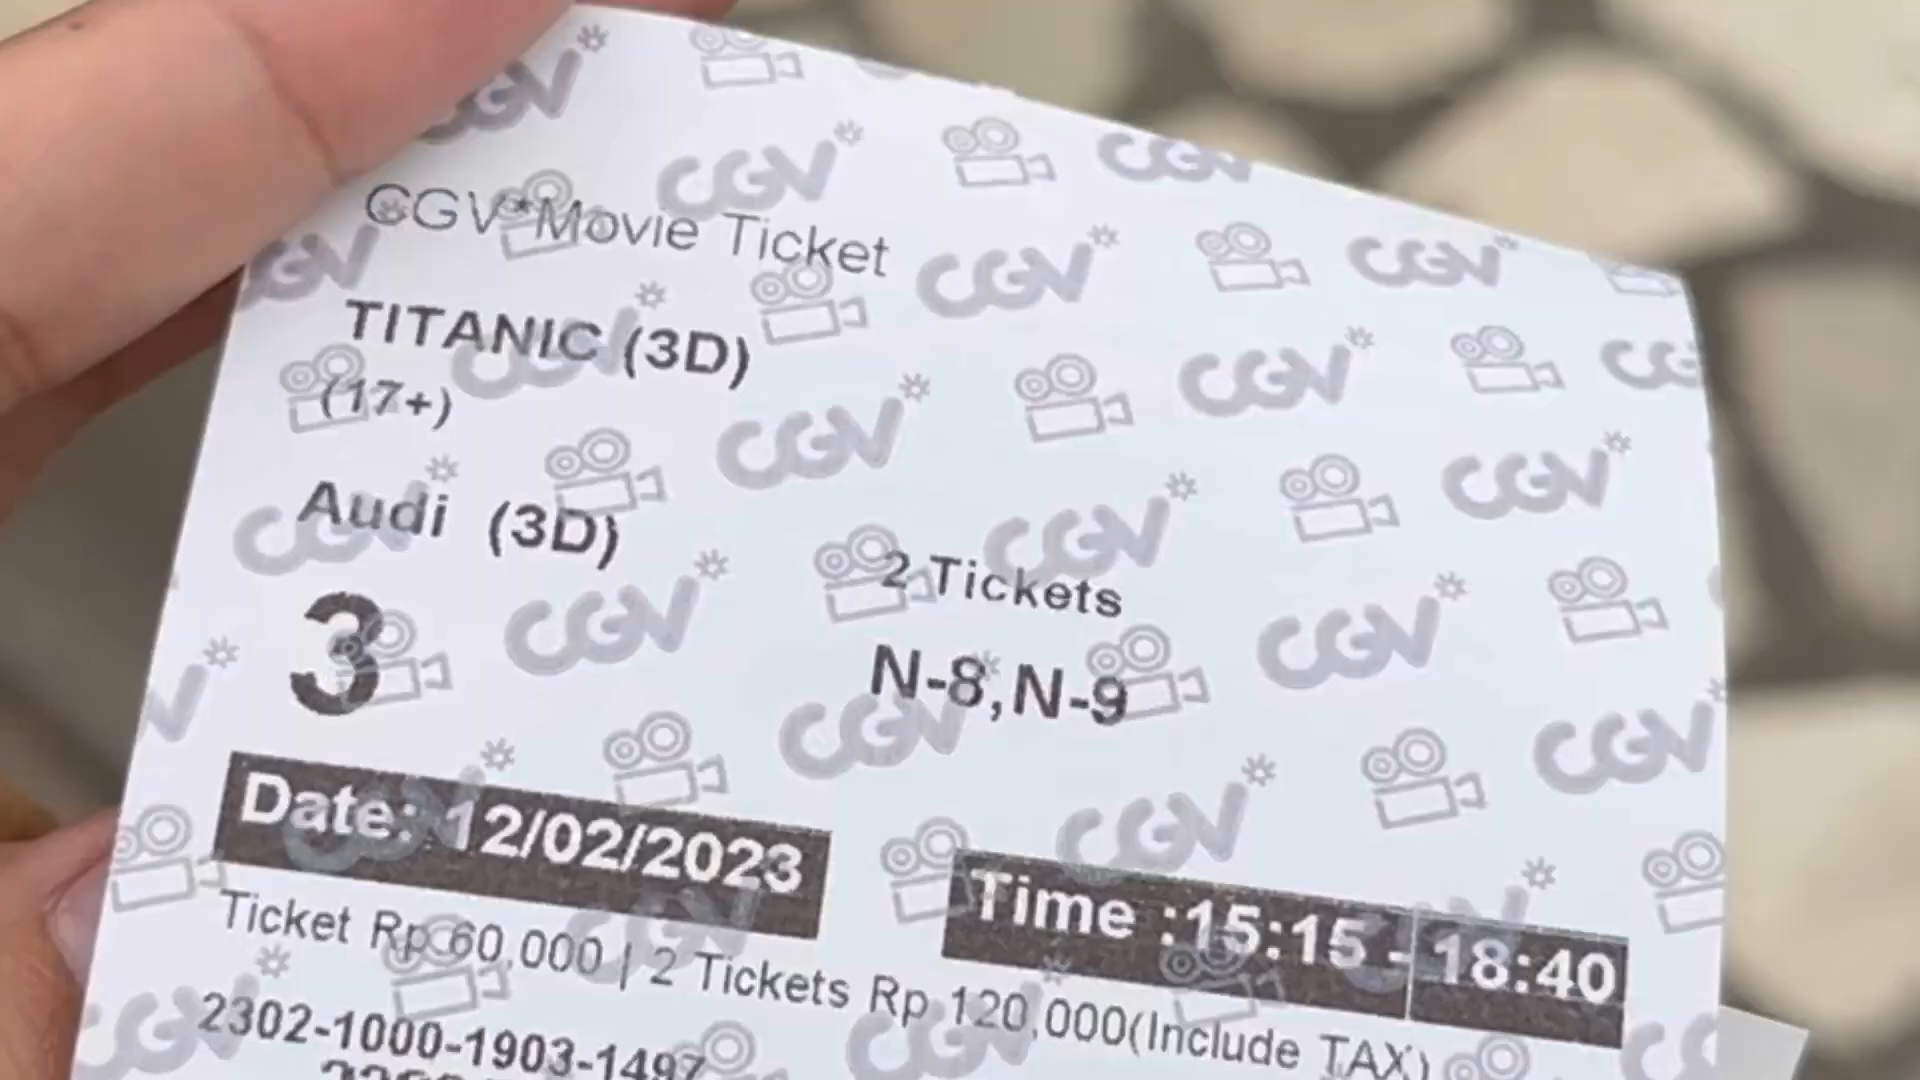 CGV*Movie Ticket
TITANIC (3D)
(17+)
Audi (3D)
3
2 Tickets
N-8,N-9
Date: 12/02/2023
Time :15:15 - 18:40
Ticket Rp 60,000 | 2 Tickets Rp 120,000(Include TAX)
2302-1000-1903-1497